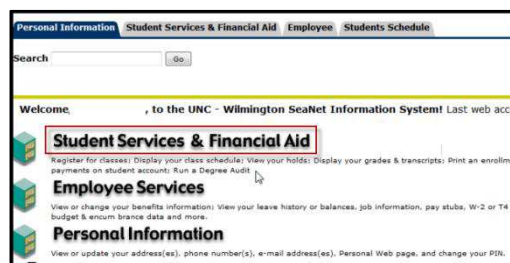 Personal Information Student Services & Financial Aid Employee Students Schedule
Search Go
Welcome, , to the UNC - Wilmington SeaNet Information System! Last web acc
Student Services & Financial Aid
Register for classes; Display your class schedule; View your holds; Display your grades & transcripts; Print an enrollm
payments on student account; Run a Degree Audit
Employee Services
View or change your benefits information; View your leave history or balances, job information, pay stubs, W-2 or T4
budget & encum brance data and more.
Personal Information
View or update your address(es), phone number(s), e-mail address(es), Personal Web page, and change your PIN.